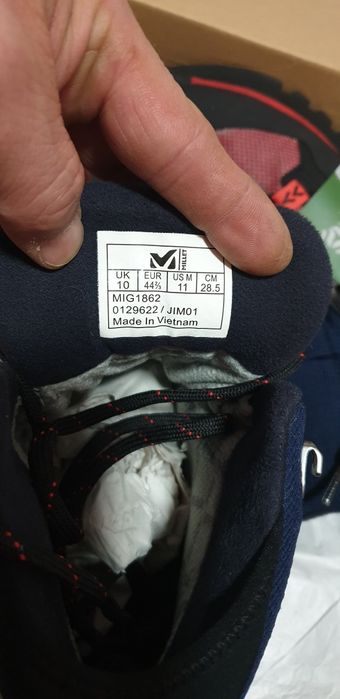 MILLET
UK EUR US M CM
10 44⅔ 11 28.5
MIG1862
0129622 / JIM01
Made In Vietnam